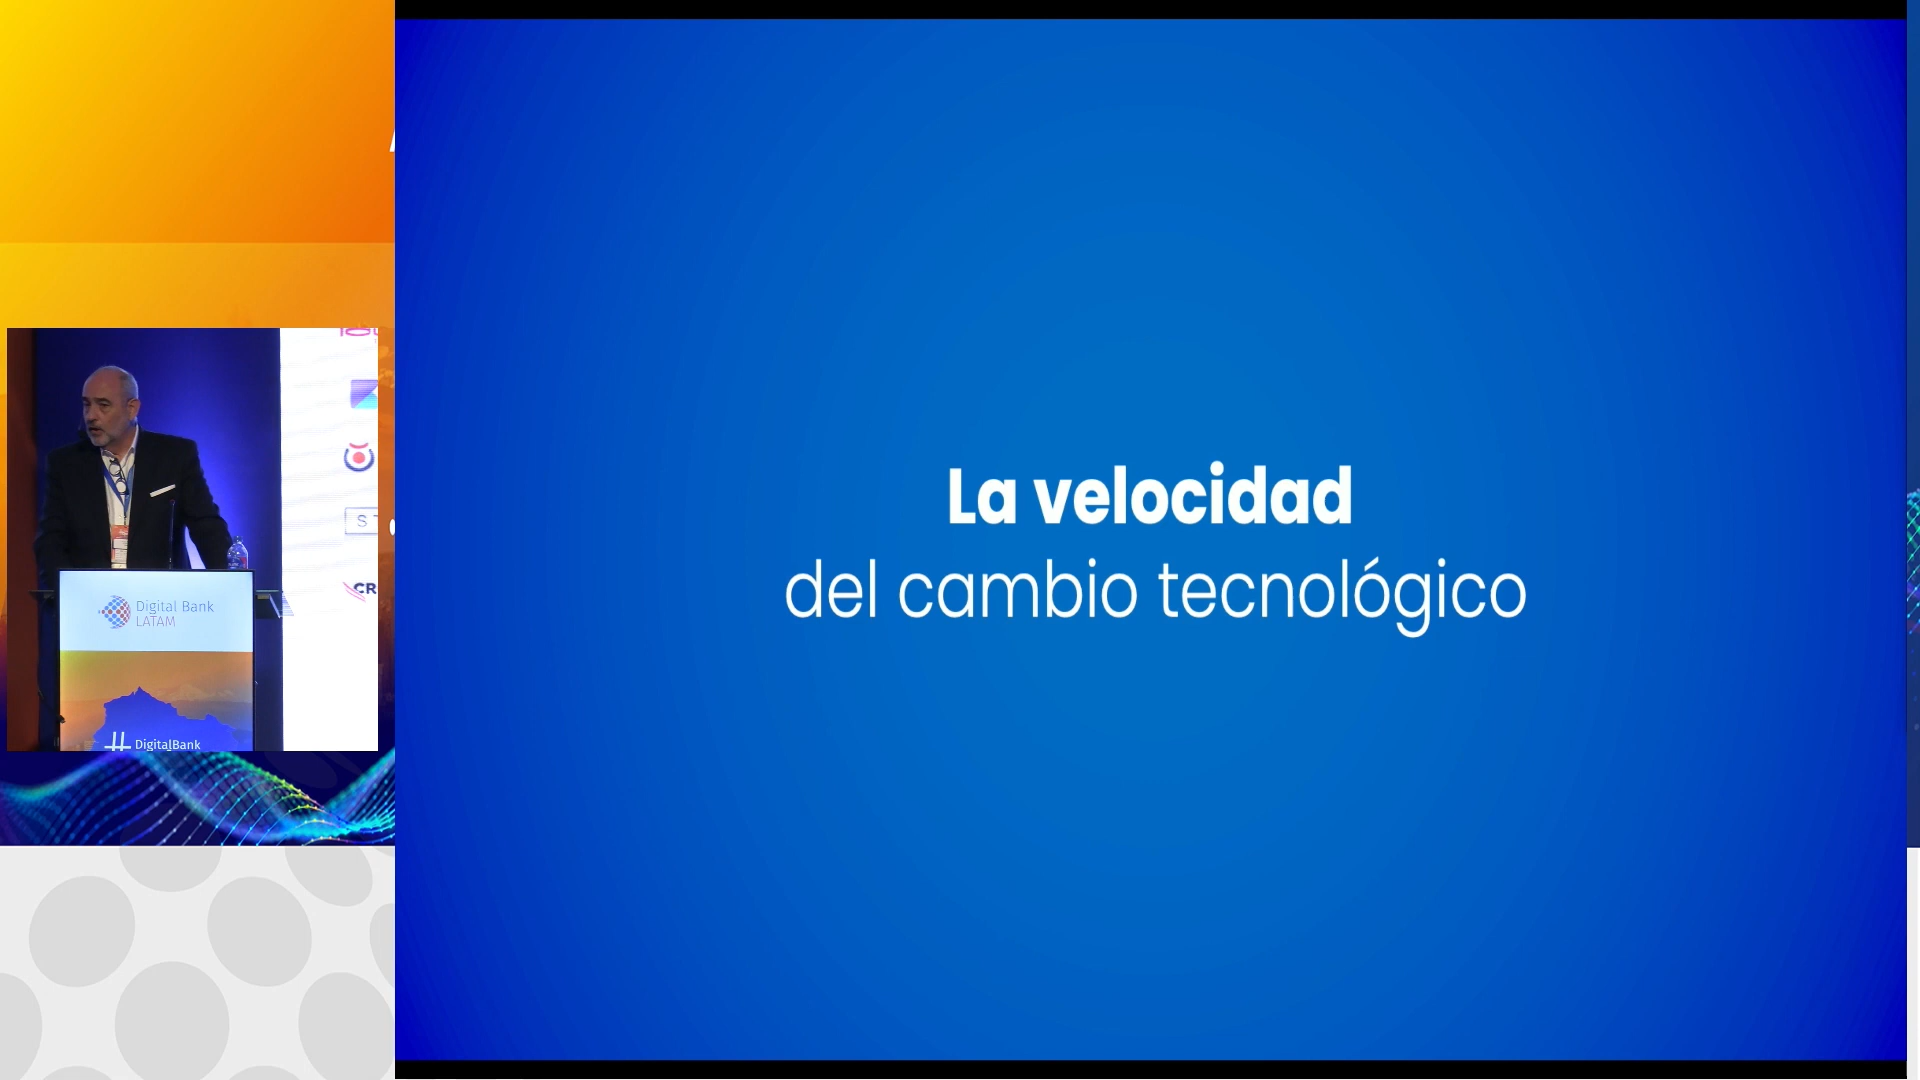 La velocidad
del cambio tecnológico
Digital Bank
LATAM
DigitalBank